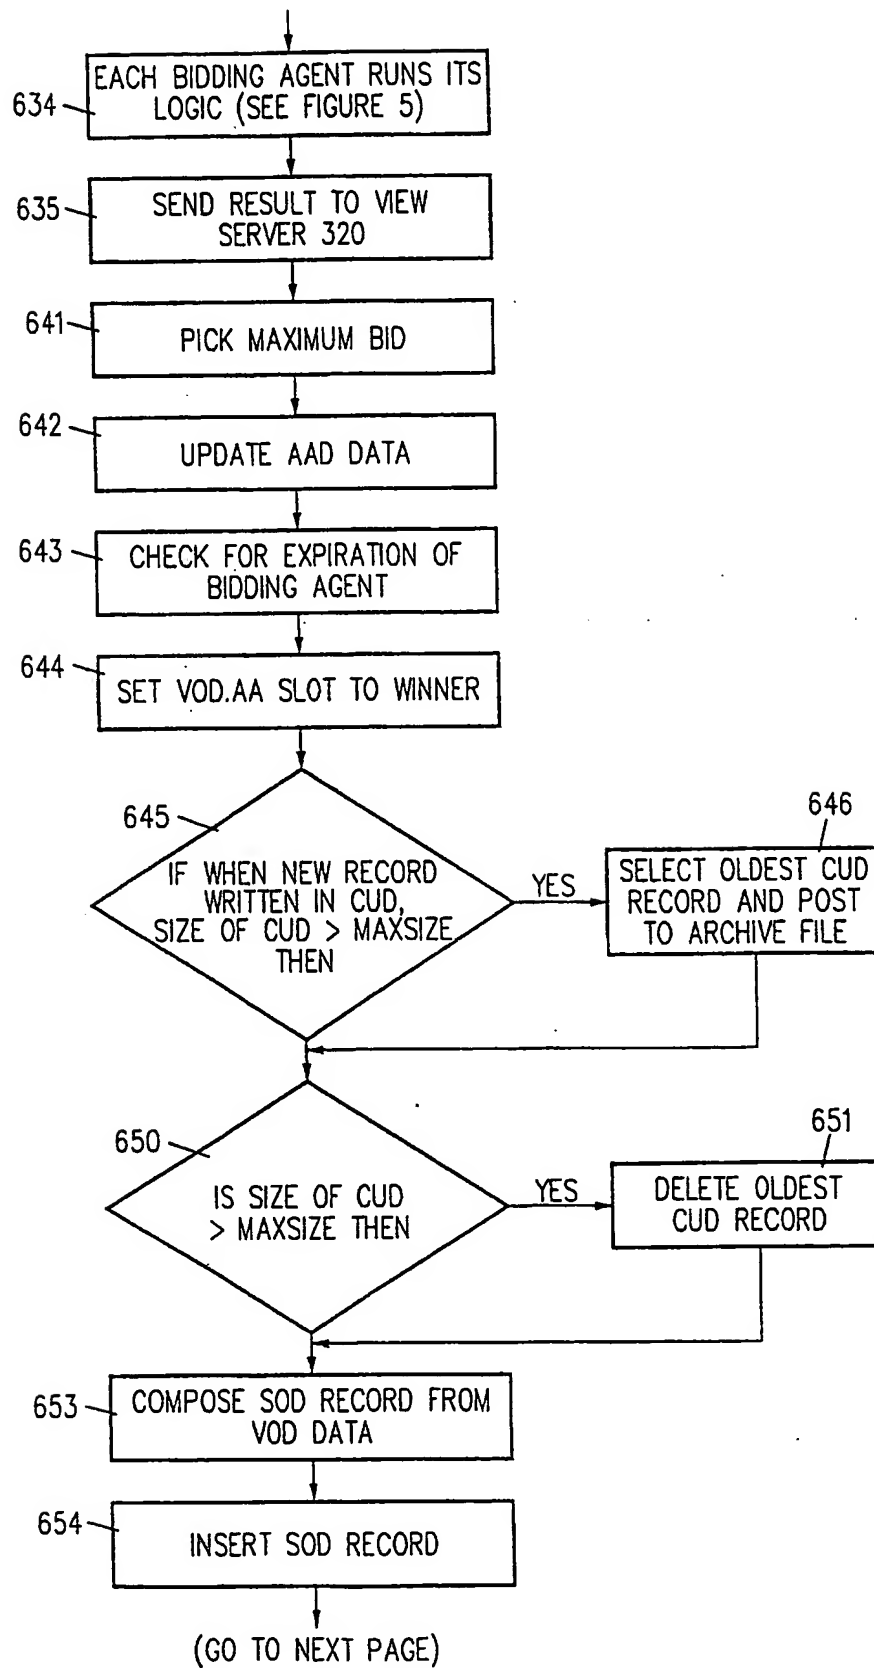 EACH BIDDING AGENT RUNS ITS
LOGIC (SEE FIGURE 5)
634
SEND RESULT TO VIEW
SERVER 320
635
641
PICK MAXIMUM BID
642
UPDATE AAD DATA
643
CHECK FOR EXPIRATION OF
BIDDING AGENT
644
SET VOD.AA SLOT TO WINNER
645
IF WHEN NEW RECORD
WRITTEN IN CUD,
SIZE OF CUD > MAXSIZE
THEN
YES
646
SELECT OLDEST CUD
RECORD AND POST
TO ARCHIVE FILE
650
IS SIZE OF CUD
> MAXSIZE THEN
YES
651
DELETE OLDEST
CUD RECORD
653
COMPOSE SOD RECORD FROM
VOD DATA
654
INSERT SOD RECORD
(GO TO NEXT PAGE)